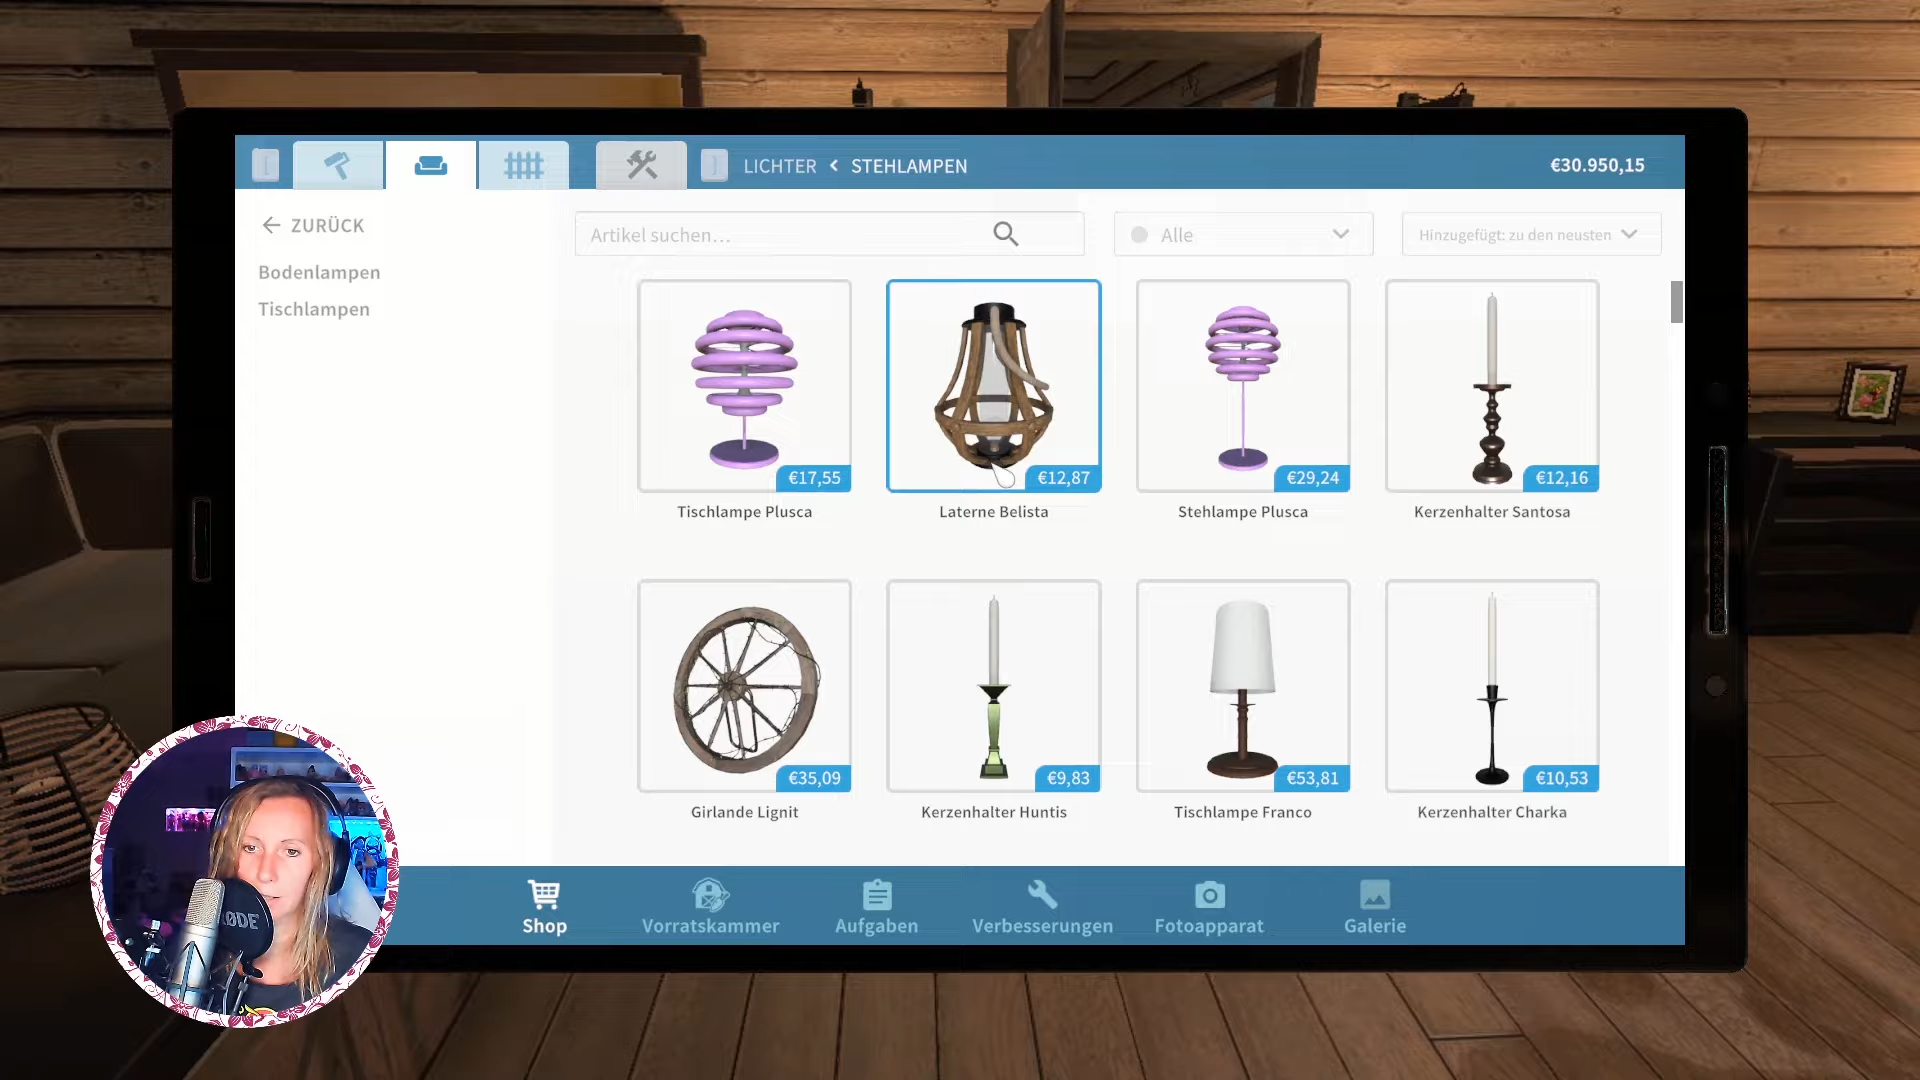 LICHTER < STEHLAMPEN
€30.950,15
ZURÜCK
Bodenlampen
Tischlampen
Artikel suchen...
Alle
Hinzugefügt: zu den neusten
€17,55
€12,87
€29,24
€12,16
Tischlampe Plusca
Laterne Belista
Stehlampe Plusca
Kerzenhalter Santosa
€35,09
€9,83
€53,81
€10,53
Girlande Lignit
Kerzenhalter Huntis
Tischlampe Franco
Kerzenhalter Charka
Shop
Vorratskammer
Aufgaben
Verbesserungen
Fotoapparat
Galerie
RØDE